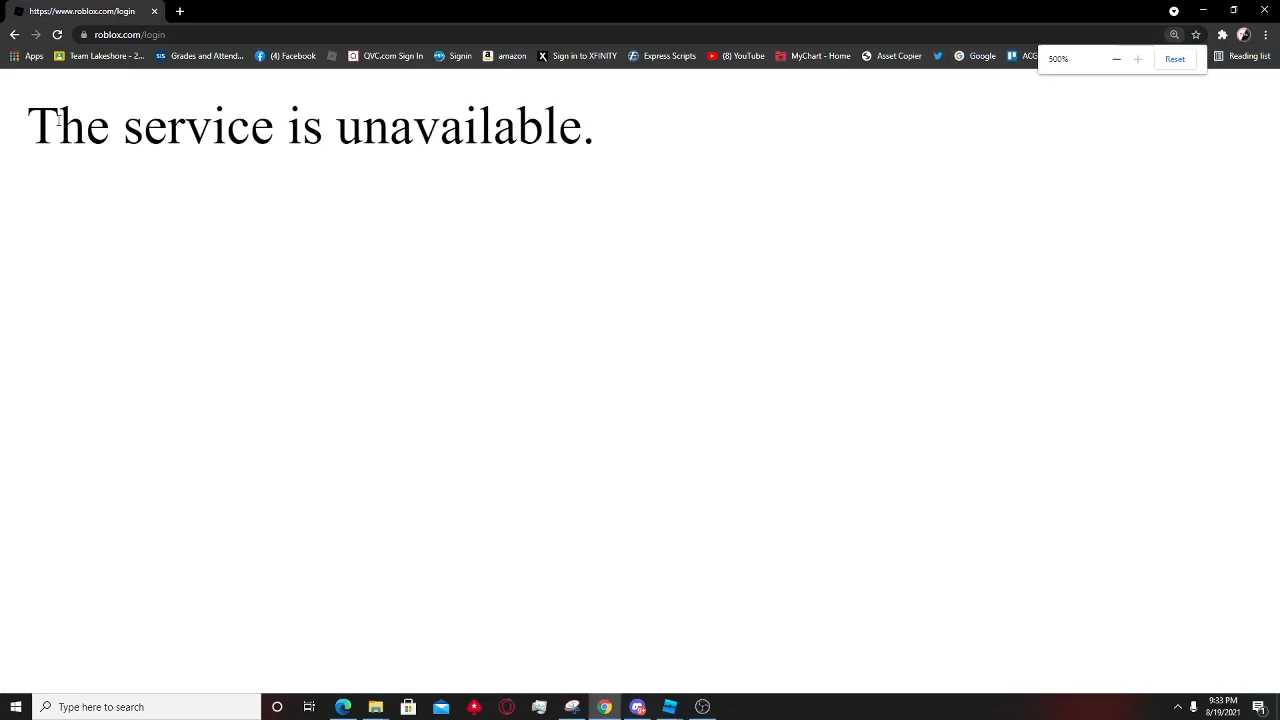 https://www.roblox.com/login
roblox.com/login
Apps Team Lakeshore - 2... SIS Grades and Attend... (4) Facebook QVC.com Sign In Signin amazon X Sign in to XFINITY Express Scripts (8) YouTube MyChart - Home Asset Copier Google ACC Reading list
500% Reset
The service is unavailable.
Type here to search
9:33 PM
8/19/2021